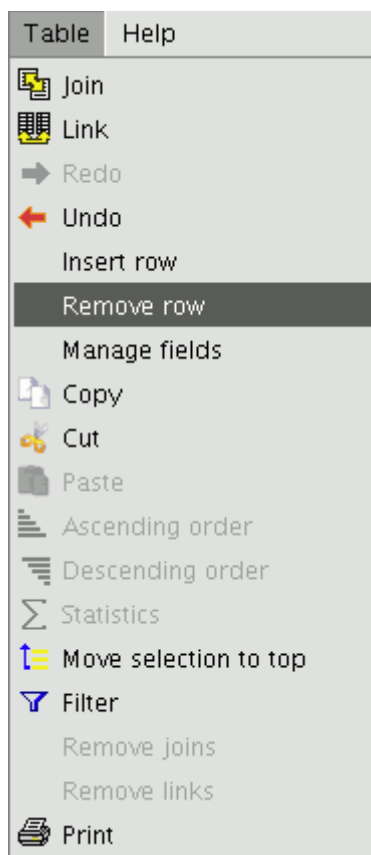 Table Help
Join
Link
Redo
Undo
Insert row
Remove row
Manage fields
Copy
Cut
Paste
Ascending order
Descending order
Statistics
Move selection to top
Filter
Remove joins
Remove links
Print